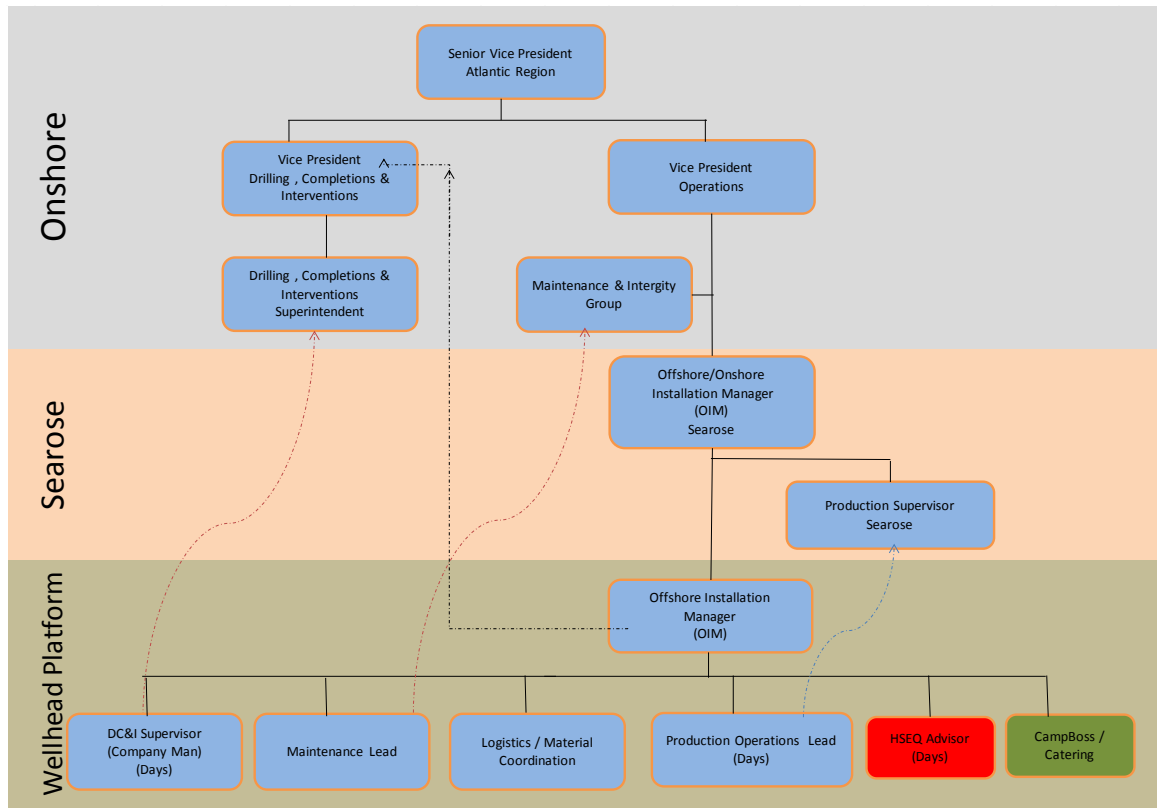 Onshore
Senior Vice President
Atlantic Region
Vice President
Drilling , Completions &
Interventions
Vice President
Operations
Drilling , Completions &
Interventions
Superintendent
Maintenance & Intergity
Group
Searose
Offshore/Onshore
Installation Manager
(OIM)
Searose
Production Supervisor
Searose
Wellhead Platform
Offshore Installation
Manager
(OIM)
DC&I Supervisor
(Company Man)
(Days)
Maintenance Lead
Logistics / Material
Coordination
Production Operations Lead
(Days)
HSEQ Advisor
(Days)
CampBoss /
Catering